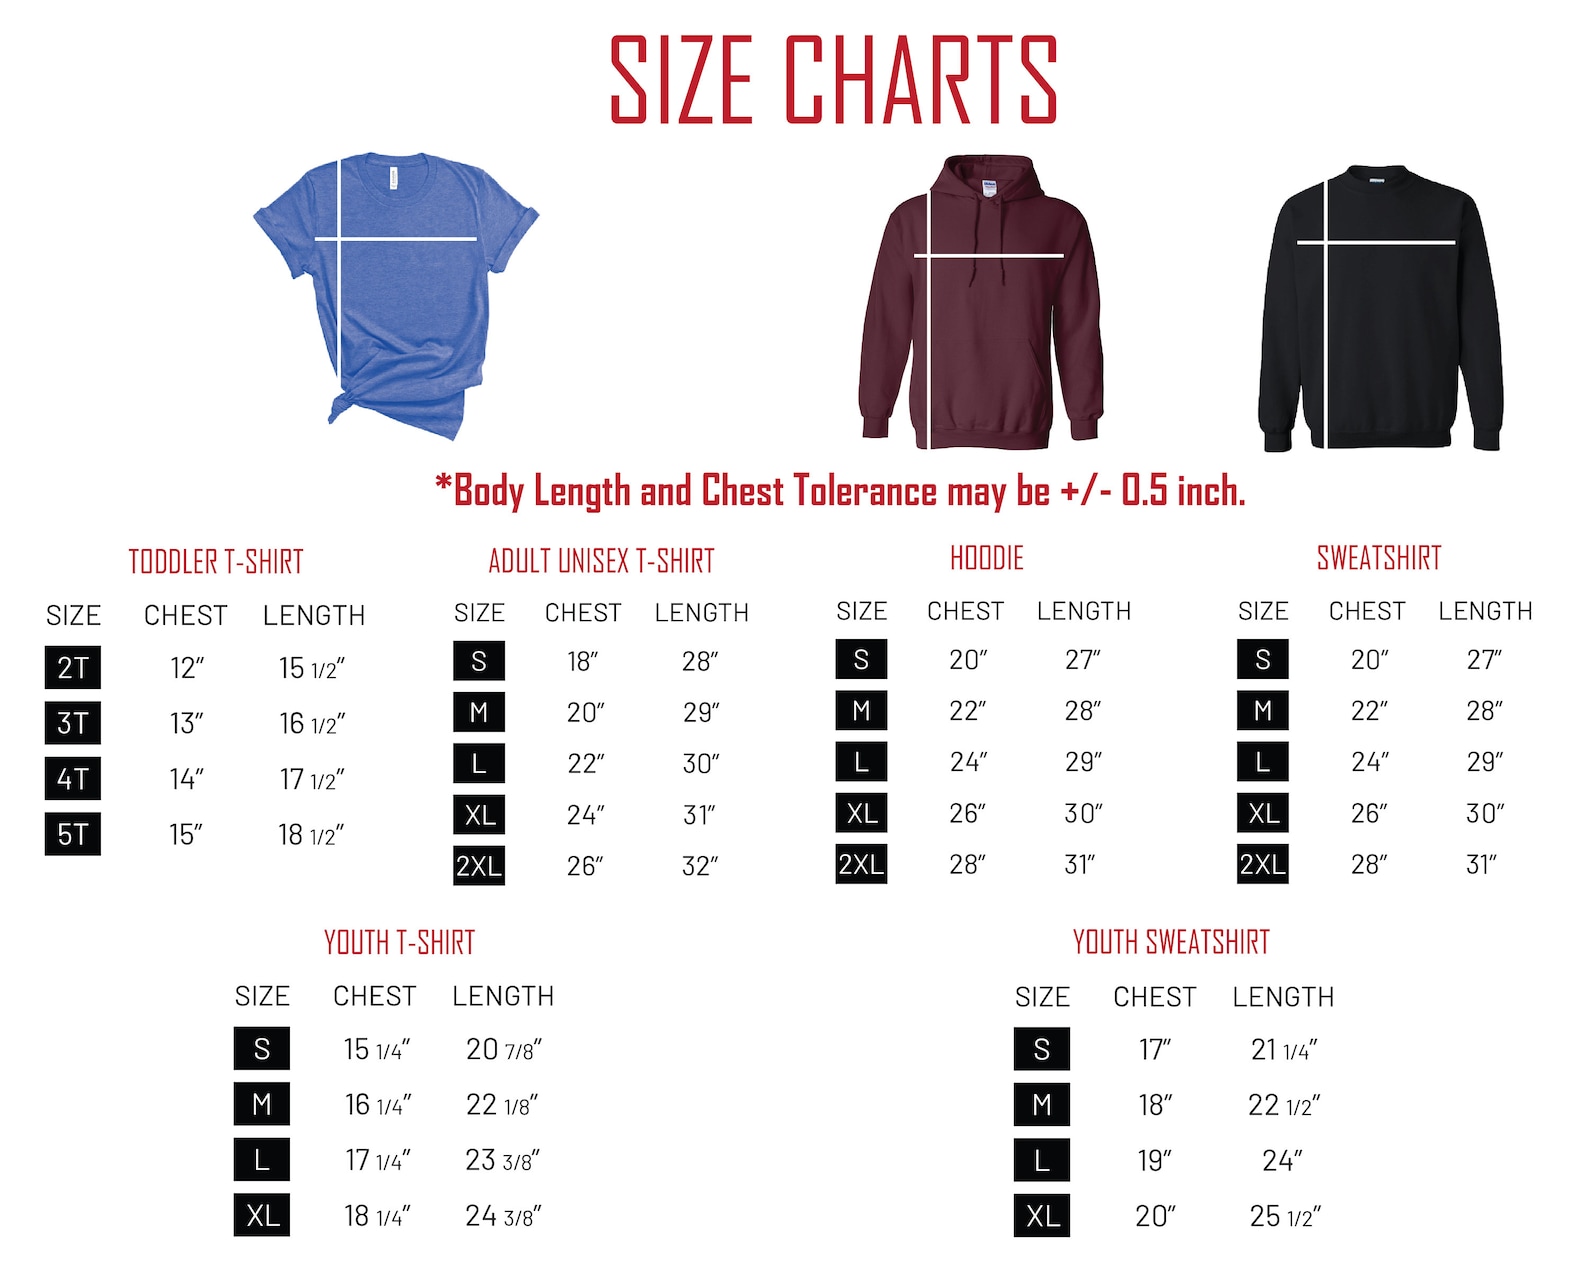 SIZE CHARTS
*Body Length and Chest Tolerance may be +/- 0.5 inch.
TODDLER T-SHIRT
SIZE CHEST LENGTH
2T 12” 15 1/2”
3T 13” 16 1/2”
4T 14” 17 1/2”
5T 15” 18 1/2”
ADULT UNISEX T-SHIRT
SIZE CHEST LENGTH
S 18” 28”
M 20” 29”
L 22” 30”
XL 24” 31”
2XL 26” 32”
HOODIE
SIZE CHEST LENGTH
S 20” 27”
M 22” 28”
L 24” 29”
XL 26” 30”
2XL 28” 31”
SWEATSHIRT
SIZE CHEST LENGTH
S 20” 27”
M 22” 28”
L 24” 29”
XL 26” 30”
2XL 28” 31”
YOUTH T-SHIRT
SIZE CHEST LENGTH
S 15 1/4” 20 7/8”
M 16 1/4” 22 1/8”
L 17 1/4” 23 3/8”
XL 18 1/4” 24 3/8”
YOUTH SWEATSHIRT
SIZE CHEST LENGTH
S 17” 21 1/4”
M 18” 22 1/2”
L 19” 24”
XL 20” 25 1/2”